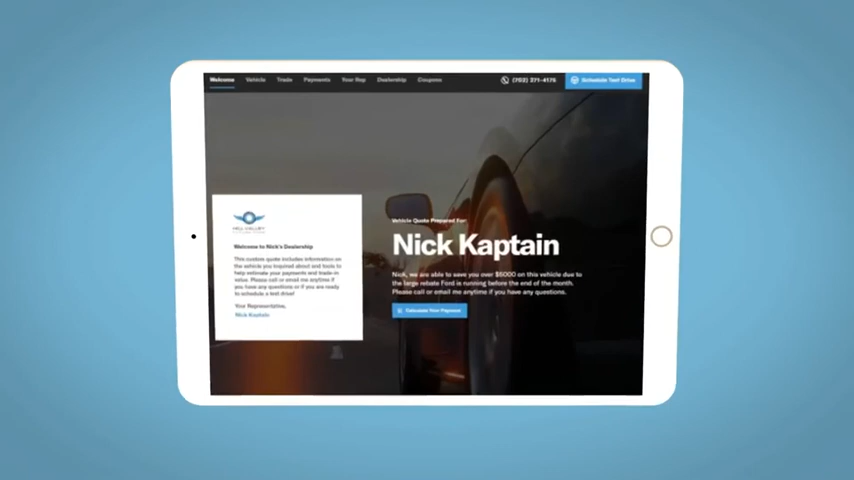 Welcome Vehicle Trade Payments Your Rep Dealership Coupons (702) 271-4175 Schedule Test Drive
HILL VALLEY
Welcome to Nick's Dealership
This custom quote includes information on
the vehicle you inquired about and tools to
help estimate your payments and trade-in
value. Please call or email me anytime if
you have any questions or if you are ready
to schedule a test drive!
Your Representative,
Nick Kaptain
Vehicle Quote Prepared For:
Nick Kaptain
Nick, we are able to save you over $5000 on this vehicle due to
the large rebate Ford is running before the end of the month.
Please call or email me anytime if you have any questions.
Calculate Your Payment